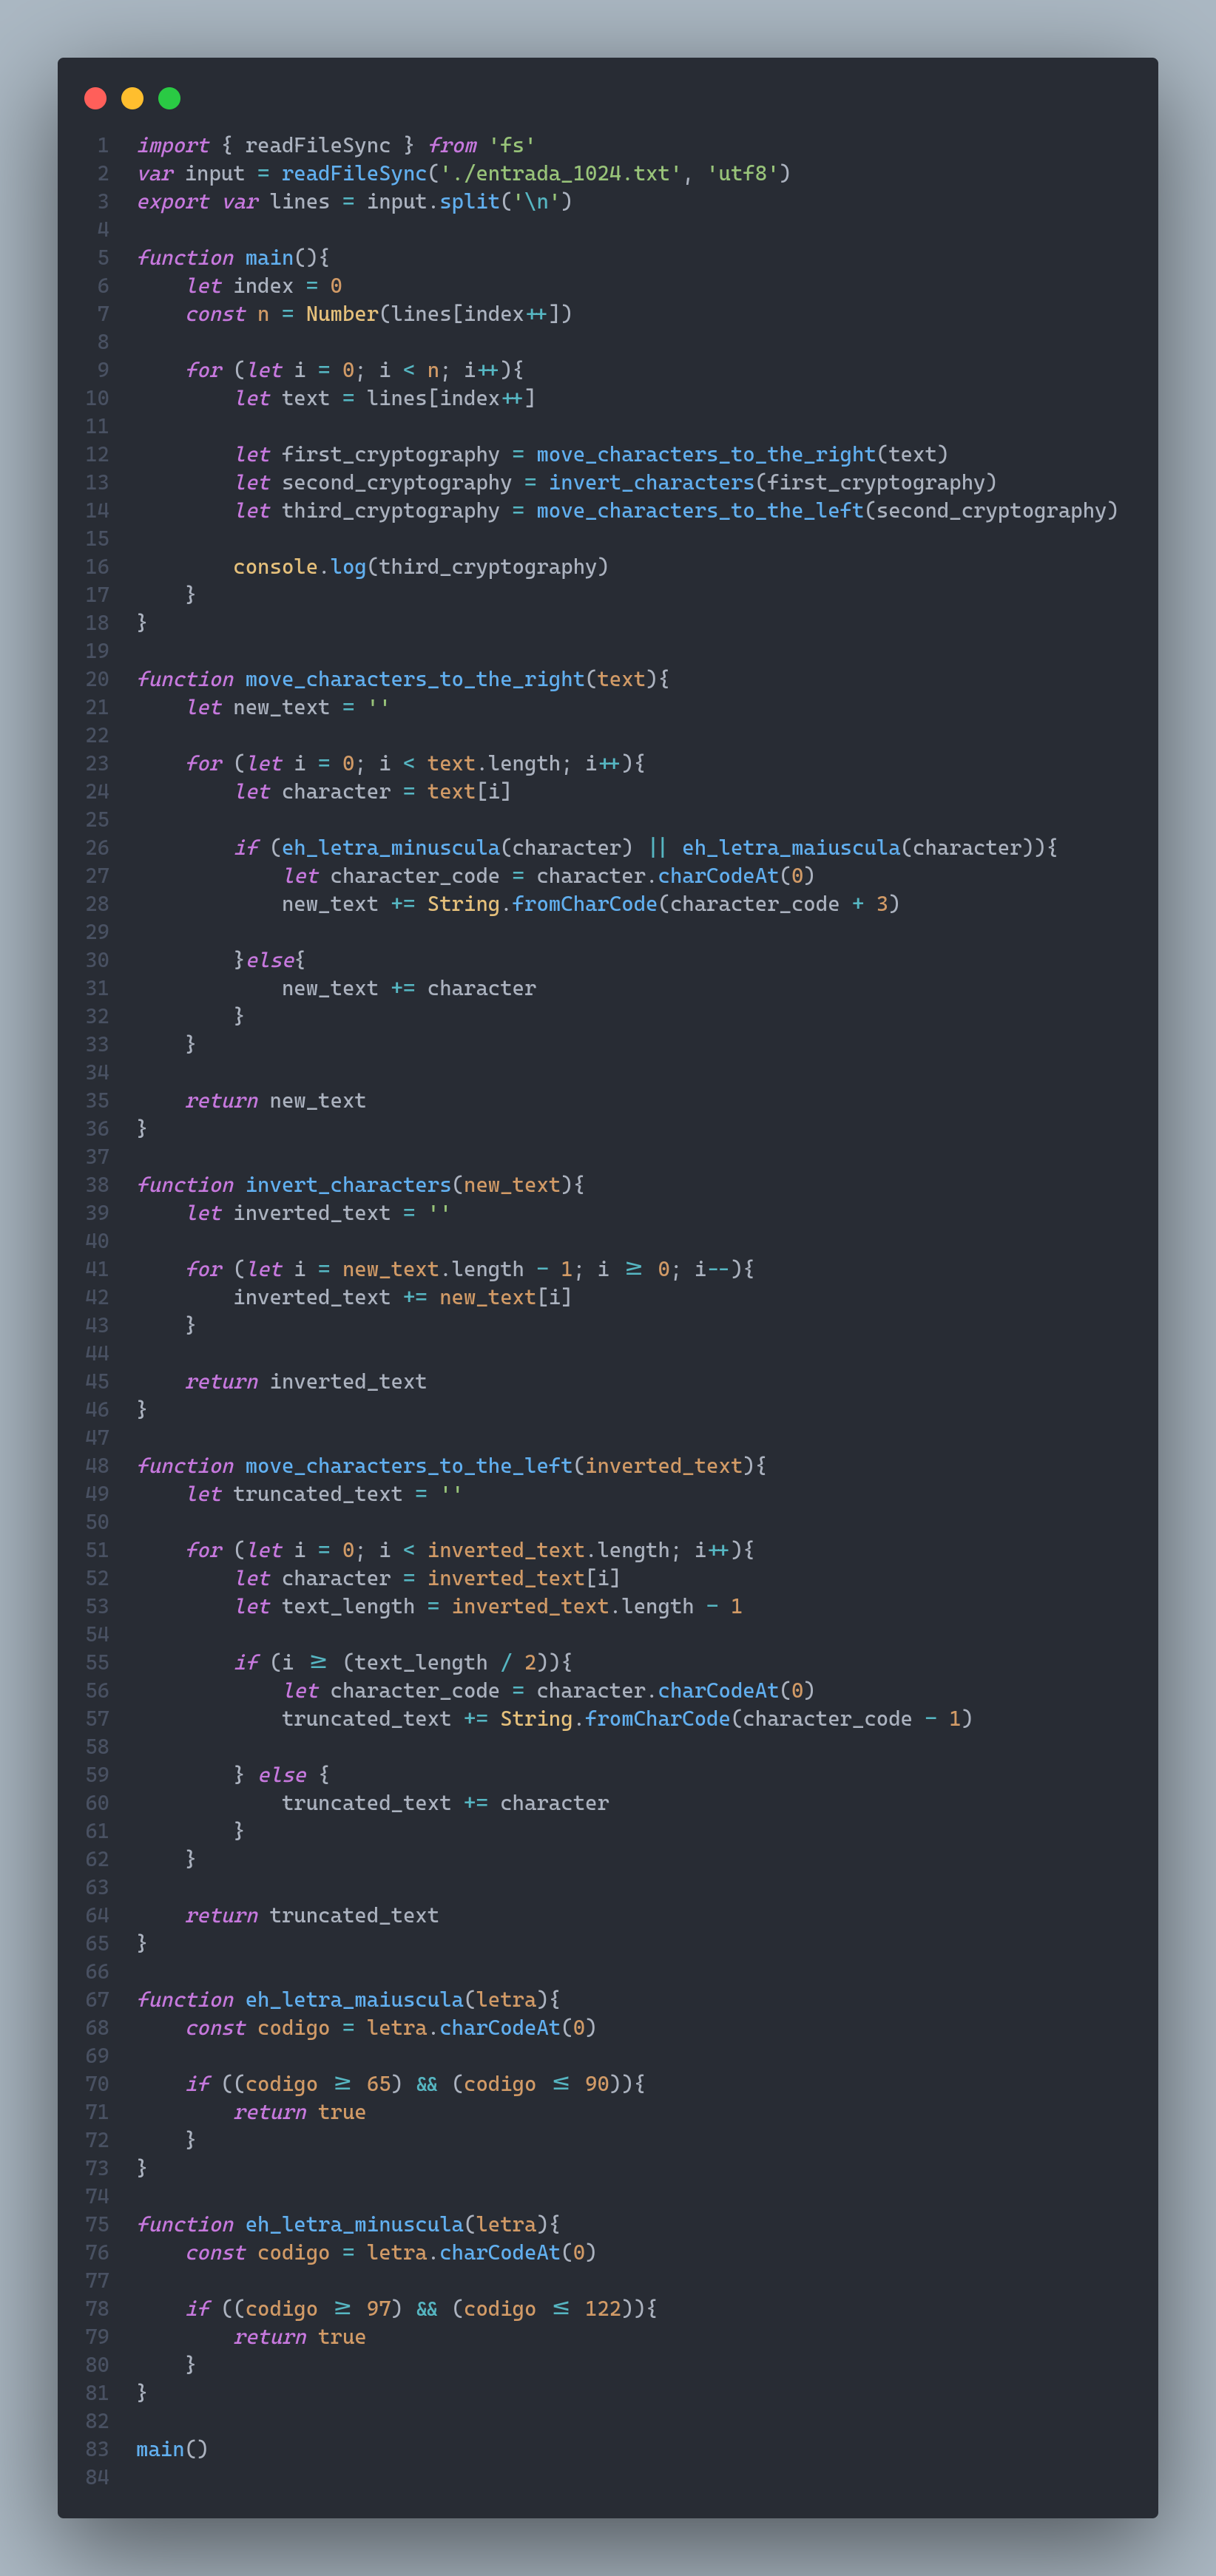 1 import { readFileSync } from 'fs'
2 var input = readFileSync('./entrada_1024.txt', 'utf8')
3 export var lines = input.split('\n')
4
5 function main(){
6     let index = 0
7     const n = Number(lines[index++])
8
9     for (let i = 0; i < n; i++){
10         let text = lines[index++]
11
12         let first_cryptography = move_characters_to_the_right(text)
13         let second_cryptography = invert_characters(first_cryptography)
14         let third_cryptography = move_characters_to_the_left(second_cryptography)
15
16         console.log(third_cryptography)
17     }
18 }
19
20 function move_characters_to_the_right(text){
21     let new_text = ''
22
23     for (let i = 0; i < text.length; i++){
24         let character = text[i]
25
26         if (eh_letra_minuscula(character) || eh_letra_maiuscula(character)){
27             let character_code = character.charCodeAt(0)
28             new_text += String.fromCharCode(character_code + 3)
29
30         }else{
31             new_text += character
32         }
33     }
34
35     return new_text
36 }
37
38 function invert_characters(new_text){
39     let inverted_text = ''
40
41     for (let i = new_text.length - 1; i ≥ 0; i--){
42         inverted_text += new_text[i]
43     }
44
45     return inverted_text
46 }
47
48 function move_characters_to_the_left(inverted_text){
49     let truncated_text = ''
50
51     for (let i = 0; i < inverted_text.length; i++){
52         let character = inverted_text[i]
53         let text_length = inverted_text.length - 1
54
55         if (i ≥ (text_length / 2)){
56             let character_code = character.charCodeAt(0)
57             truncated_text += String.fromCharCode(character_code - 1)
58
59         } else {
60             truncated_text += character
61         }
62     }
63
64     return truncated_text
65 }
66
67 function eh_letra_maiuscula(letra){
68     const codigo = letra.charCodeAt(0)
69
70     if ((codigo ≥ 65) && (codigo ≤ 90)){
71         return true
72     }
73 }
74
75 function eh_letra_minuscula(letra){
76     const codigo = letra.charCodeAt(0)
77
78     if ((codigo ≥ 97) && (codigo ≤ 122)){
79         return true
80     }
81 }
82
83 main()
84